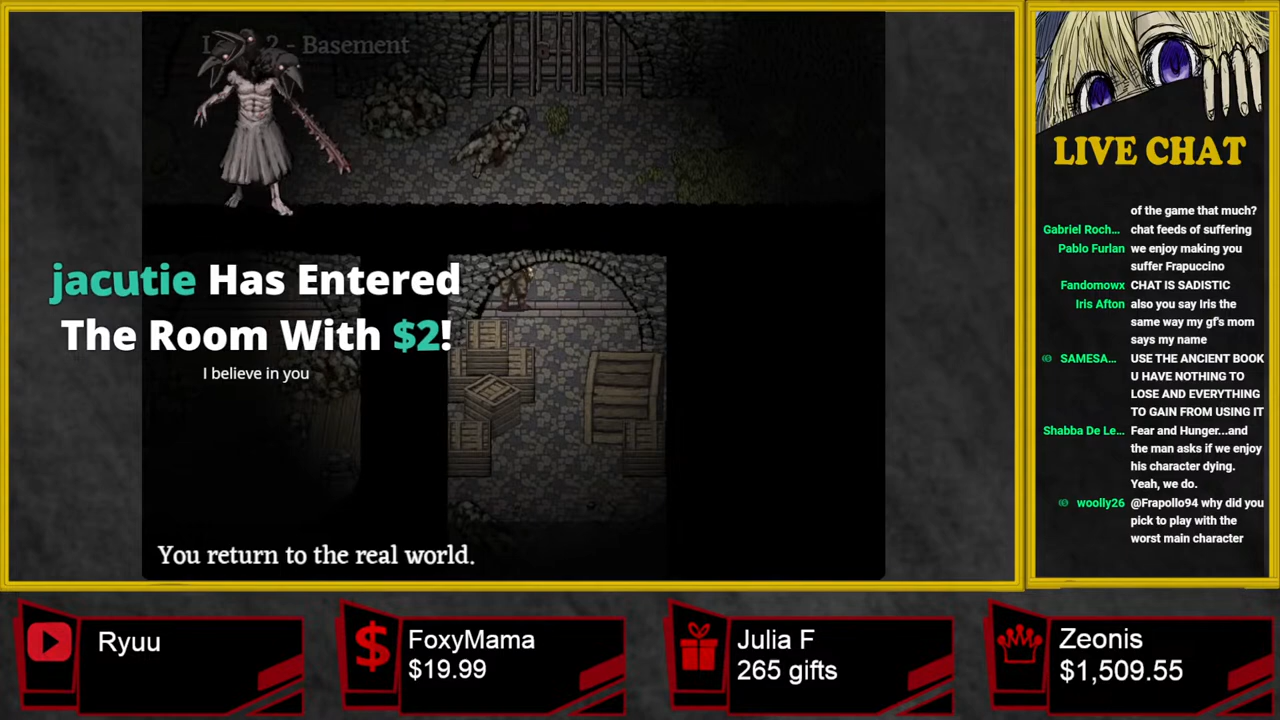 - Basement
jacutie Has Entered
The Room With $2!
I believe in you
You return to the real world.
LIVE CHAT
of the game that much?
Gabriel Roch... chat feeds of suffering
Pablo Furlan we enjoy making you
suffer Frapuccino
Fandomowx CHAT IS SADISTIC
Iris Afton also you say Iris the
same way my gf's mom
says my name
SAMESA... USE THE ANCIENT BOOK
U HAVE NOTHING TO
LOSE AND EVERYTHING
TO GAIN FROM USING IT
Shabba De Le... Fear and Hunger...and
the man asks if we enjoy
his character dying.
Yeah, we do.
woolly26 @Frapollo94 why did you
pick to play with the
worst main character
Ryuu
FoxyMama
$19.99
Julia F
265 gifts
Zeonis
$1,509.55